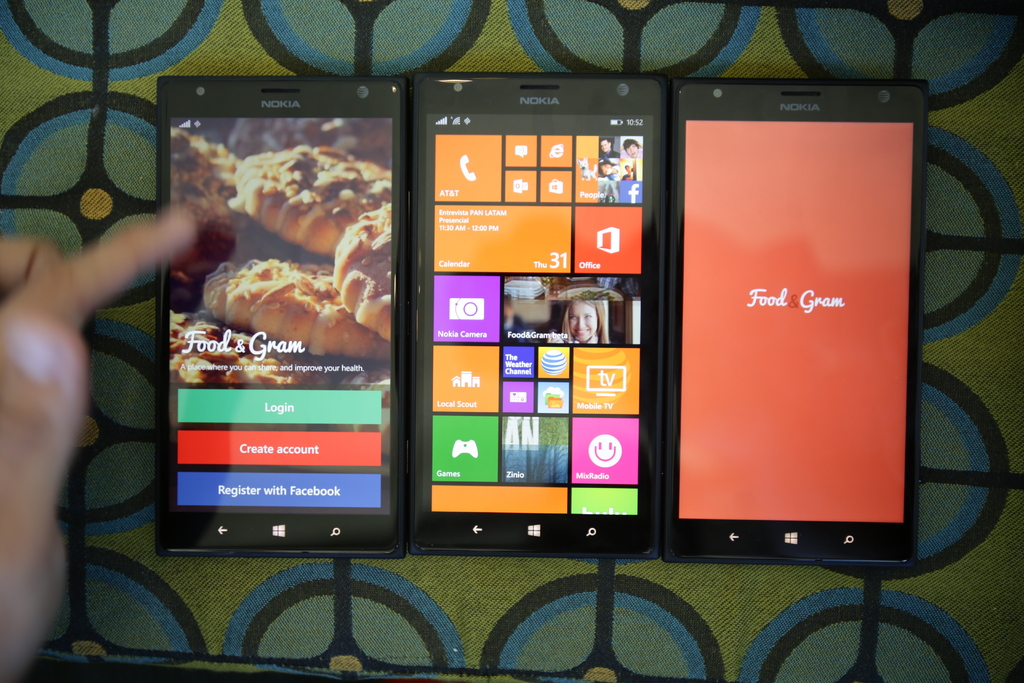 NOKIA
Food & Gram
A place where you can share, and improve your health.
Login
Create account
Register with Facebook
NOKIA
10:52
AT&T
People
Entrevista PAN LATAM
Presencial
11:30 AM - 12:00 PM
Calendar
Thu 31
Office
Nokia Camera
Food&Gram beta
Local Scout
The
Weather
Channel
tv
Mobile TV
Games
AN
Zinio
MixRadio
NOKIA
Food & Gram